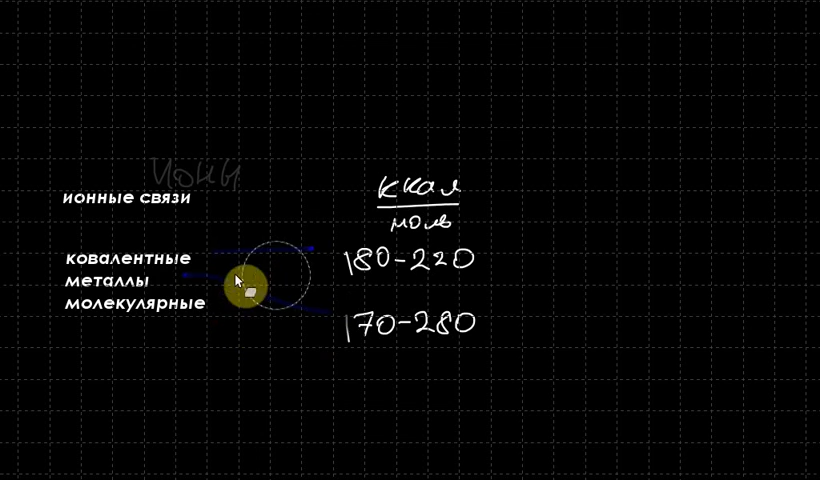 Ионы
ккал
ионные связи
моль
ковалентные 180-220
металлы
молекулярные
170-280